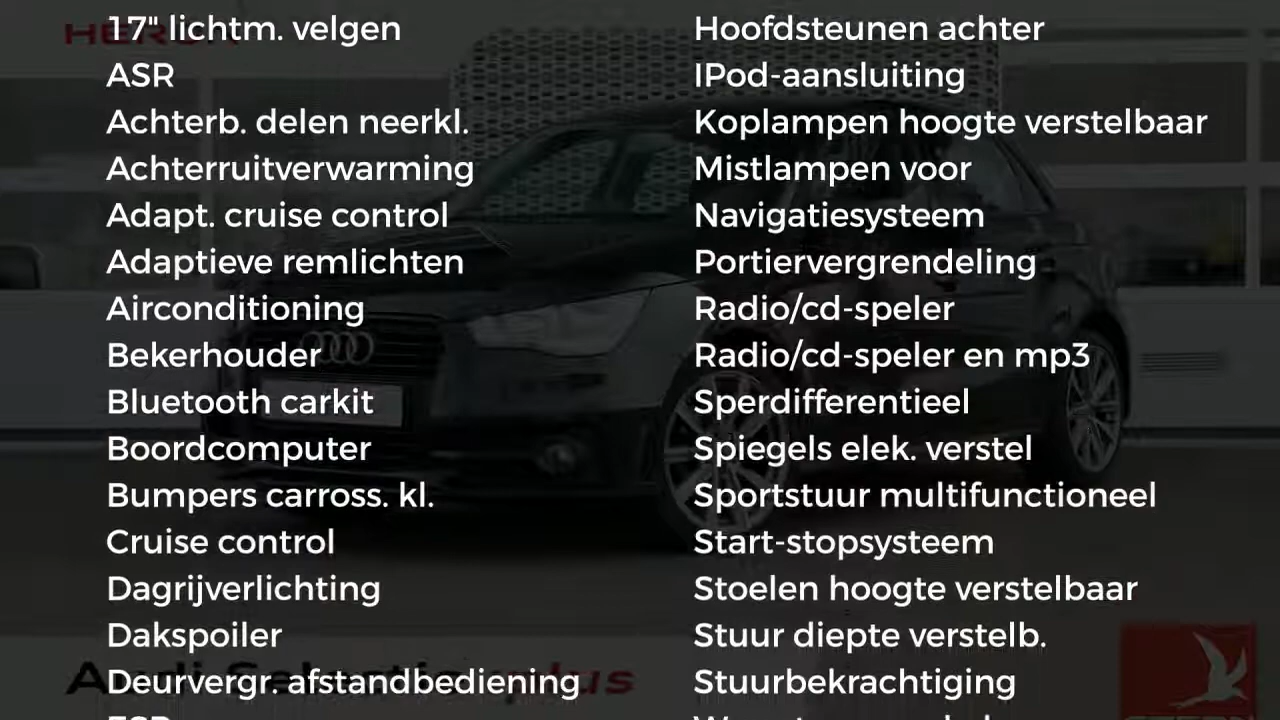 17" lichtm. velgen
ASR
Achterb. delen neerkl.
Achterruitverwarming
Adapt. cruise control
Adaptieve remlichten
Airconditioning
Bekerhouder
Bluetooth carkit
Boordcomputer
Bumpers carross. kl.
Cruise control
Dagrijverlichting
Dakspoiler
Deurvergr. afstandbediening
Hoofdsteunen achter
IPod-aansluiting
Koplampen hoogte verstelbaar
Mistlampen voor
Navigatiesysteem
Portiervergrendeling
Radio/cd-speler
Radio/cd-speler en mp3
Sperdifferentieel
Spiegels elek. verstel
Sportstuur multifunctioneel
Start-stopsysteem
Stoelen hoogte verstelbaar
Stuur diepte verstelb.
Stuurbekrachtiging
Audi Selection plus